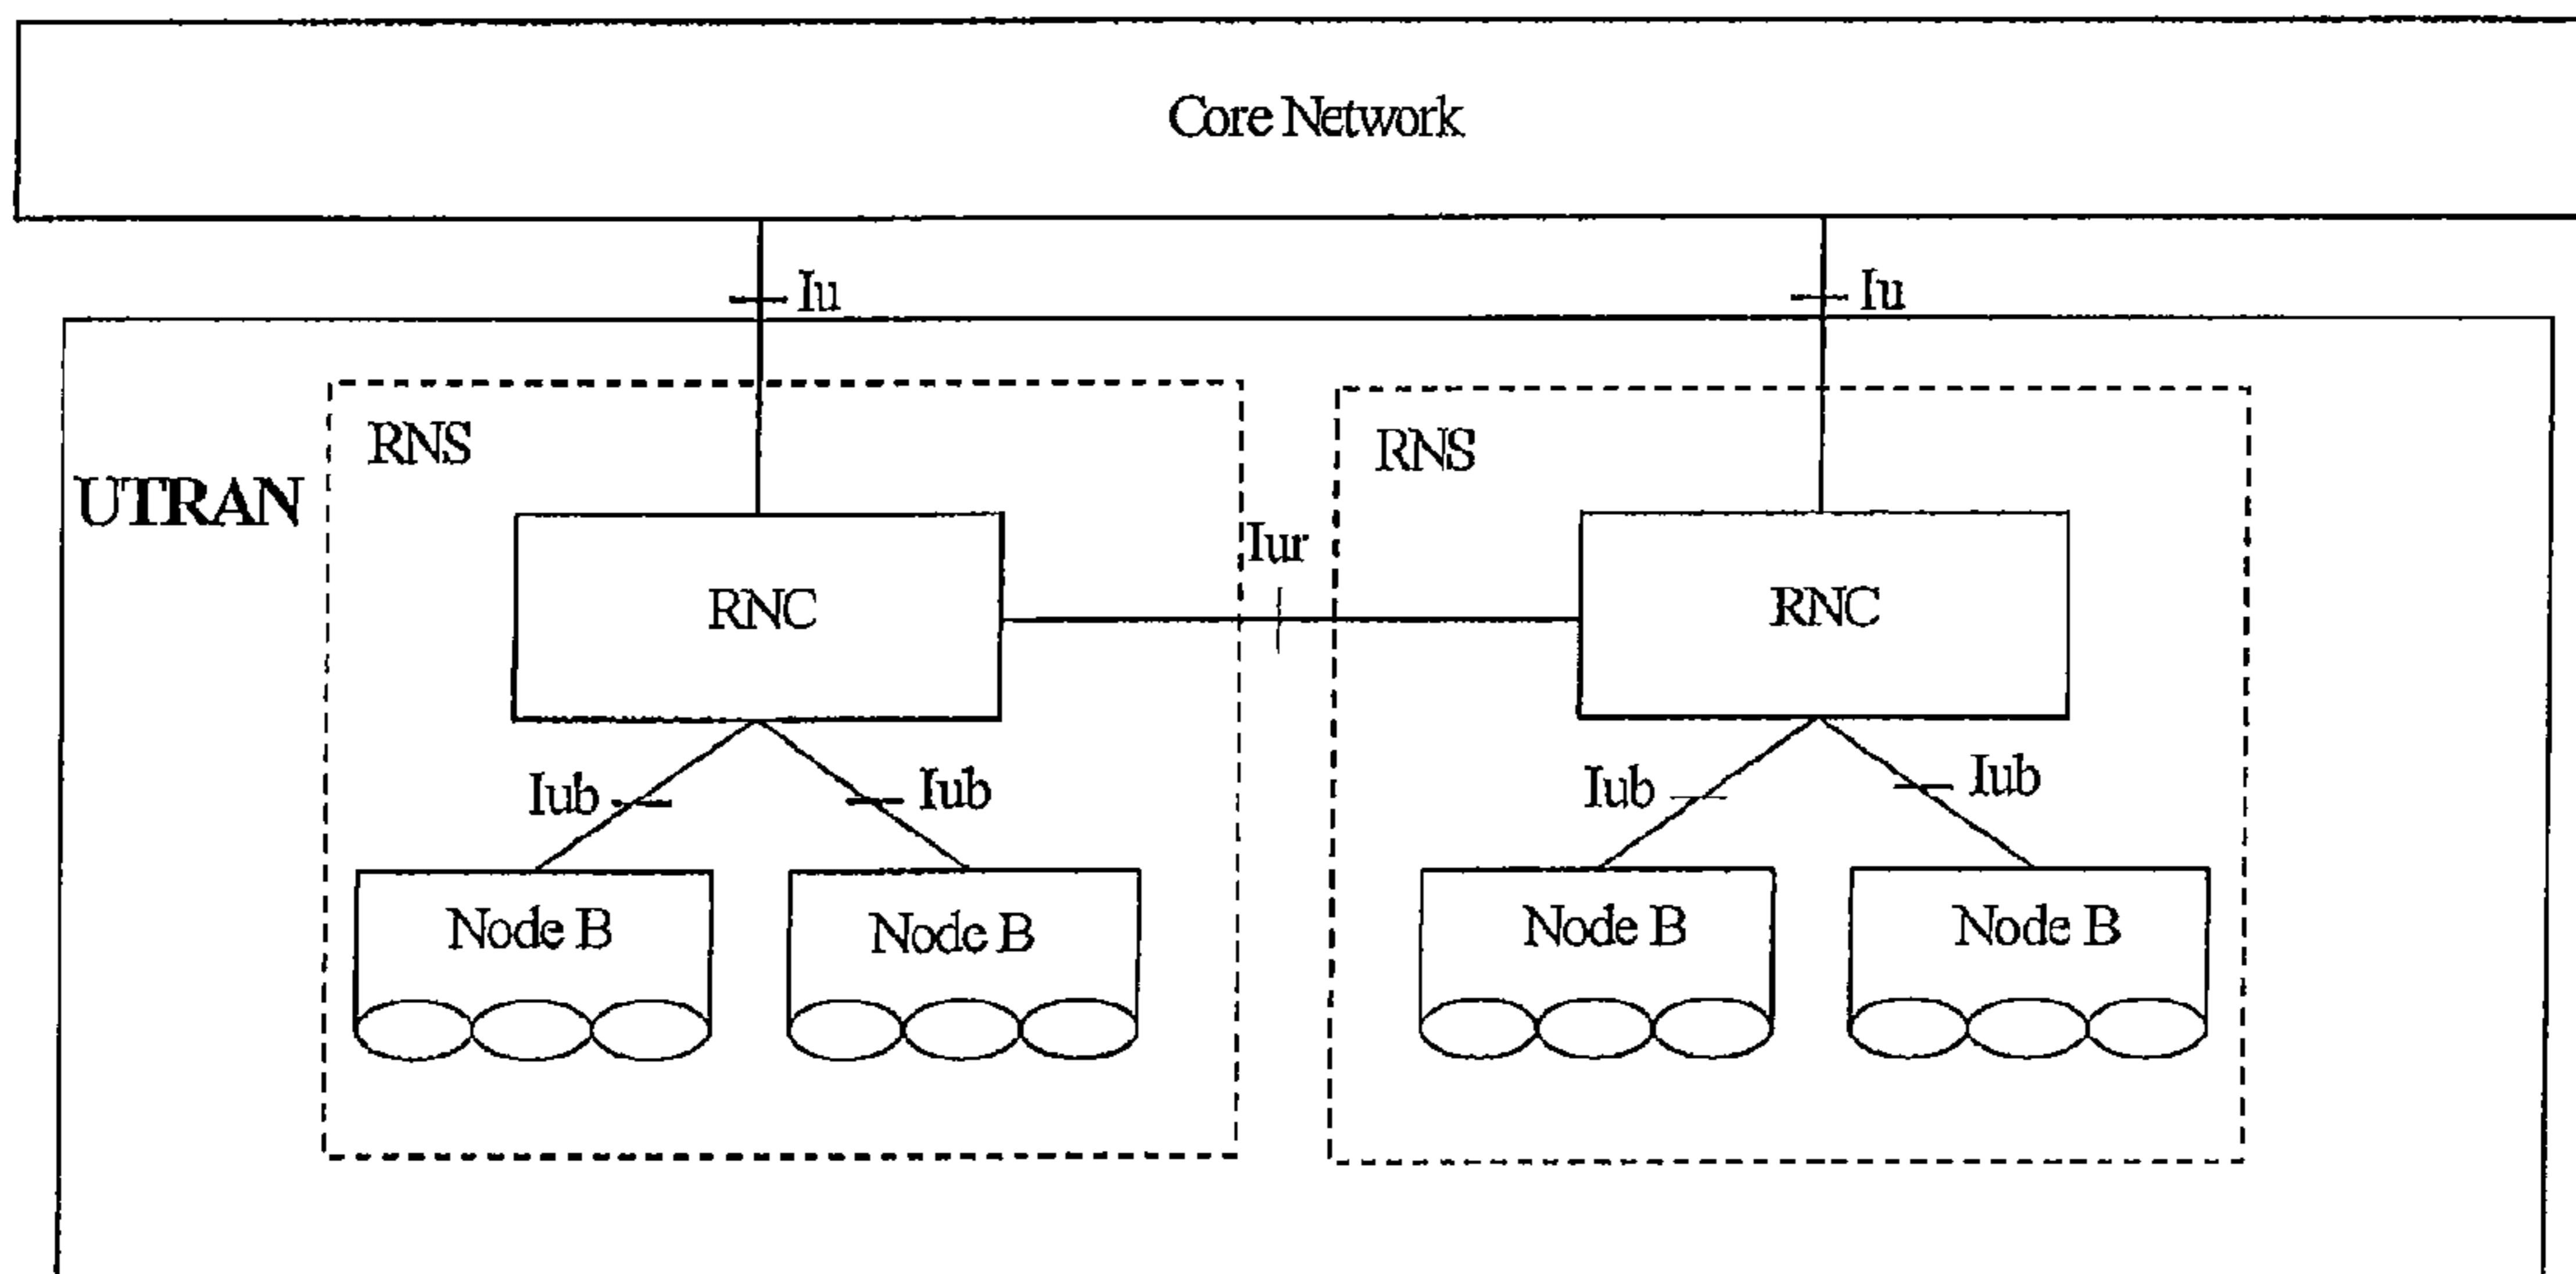 Core Network
Iu
Iu
RNS
RNS
UTRAN
Iur
RNC
RNC
Iub
Iub
Iub
Iub
Node B
Node B
Node B
Node B